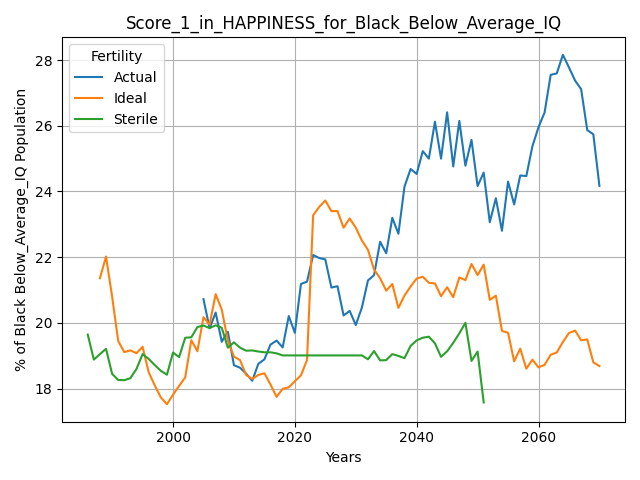 Score_1_in_HAPPINESS_for_Black_Below_Average_IQ
% of Black Below_Average_IQ Population
28
26
24
22
20
18
Fertility
Actual
Ideal
Sterile
2000
2020
2040
2060
Years